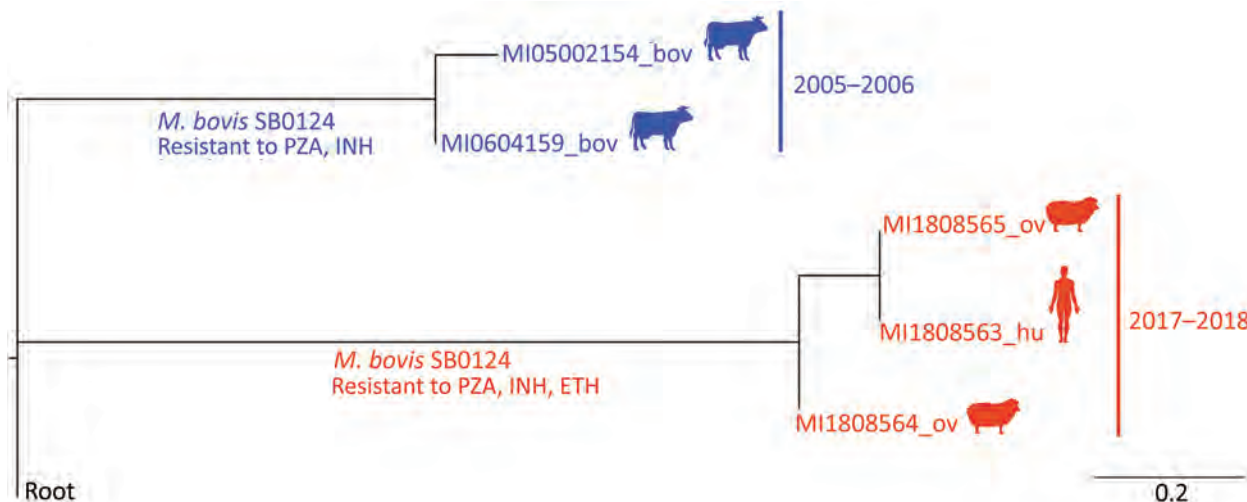 MI05002154_bov
2005–2006
M. bovis SB0124
Resistant to PZA, INH
MI0604159_bov
MI1808565_ov
MI1808563_hu
2017–2018
M. bovis SB0124
Resistant to PZA, INH, ETH
MI1808564_ov
Root
0.2